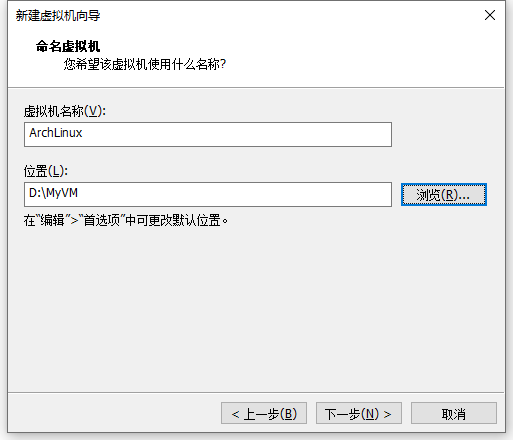 新建虚拟机向导
命名虚拟机
您希望该虚拟机使用什么名称?
虚拟机名称(V):
ArchLinux
位置(L):
D:\MyVM
浏览(R)...
在“编辑”>“首选项”中可更改默认位置。
< 上一步(B)
下一步(N) >
取消